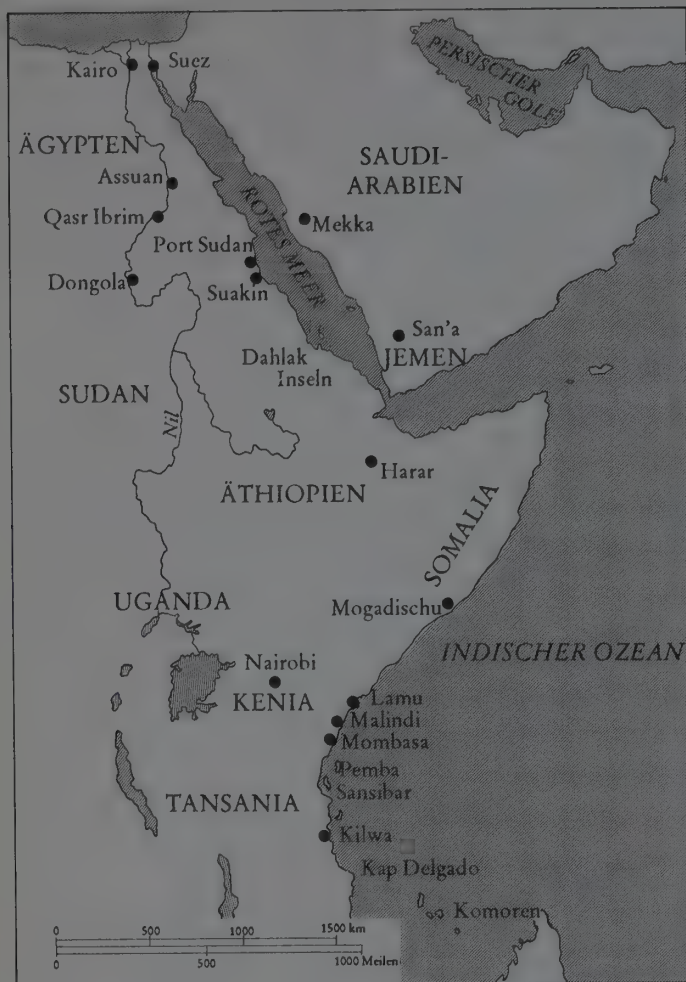 Kairo
Suez
PERSISCHER
GOLF
ÄGYPTEN
SAUDI-
ARABIEN
Assuan
ROTES MEER
Qasr Ibrim
Mekka
Port Sudan
Dongola
Suakin
San'a
JEMEN
Dahlak
Inseln
SUDAN
Nil
Harar
ÄTHIOPIEN
SOMALIA
UGANDA
Mogadischu
INDISCHER OZEAN
Nairobi
KENIA
Lamu
Malindi
Mombasa
Pemba
Sansibar
TANSANIA
Kilwa
Kap Delgado
Komoren
0 500 1000 1500 km
0 500 1000 Meilen